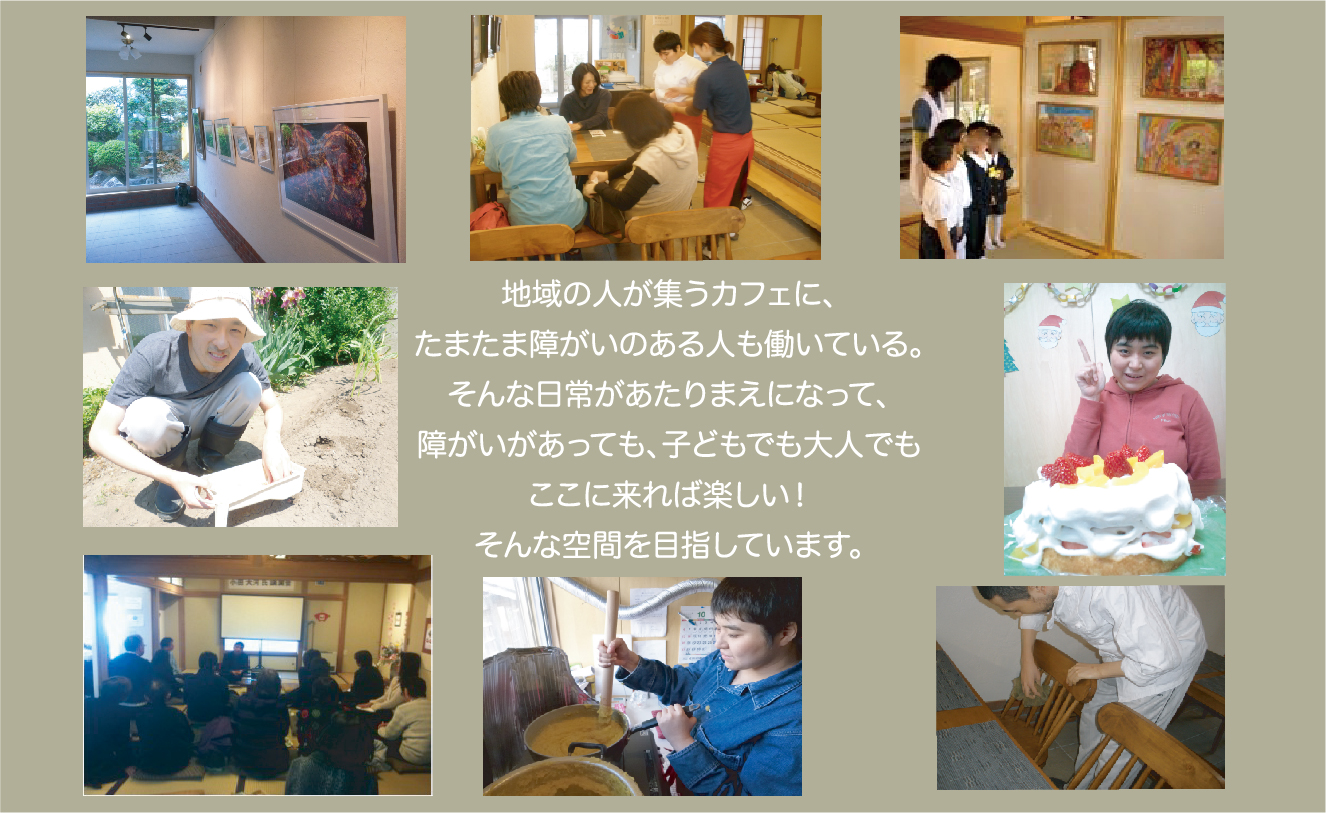 地域の人が集うカフェに、
たまたま障がいのある人も働いている。
そんな日常があたりまえになって、
障がいがあっても、子どもでも大人でも
ここに来れば楽しい！
そんな空間を目指しています。
10